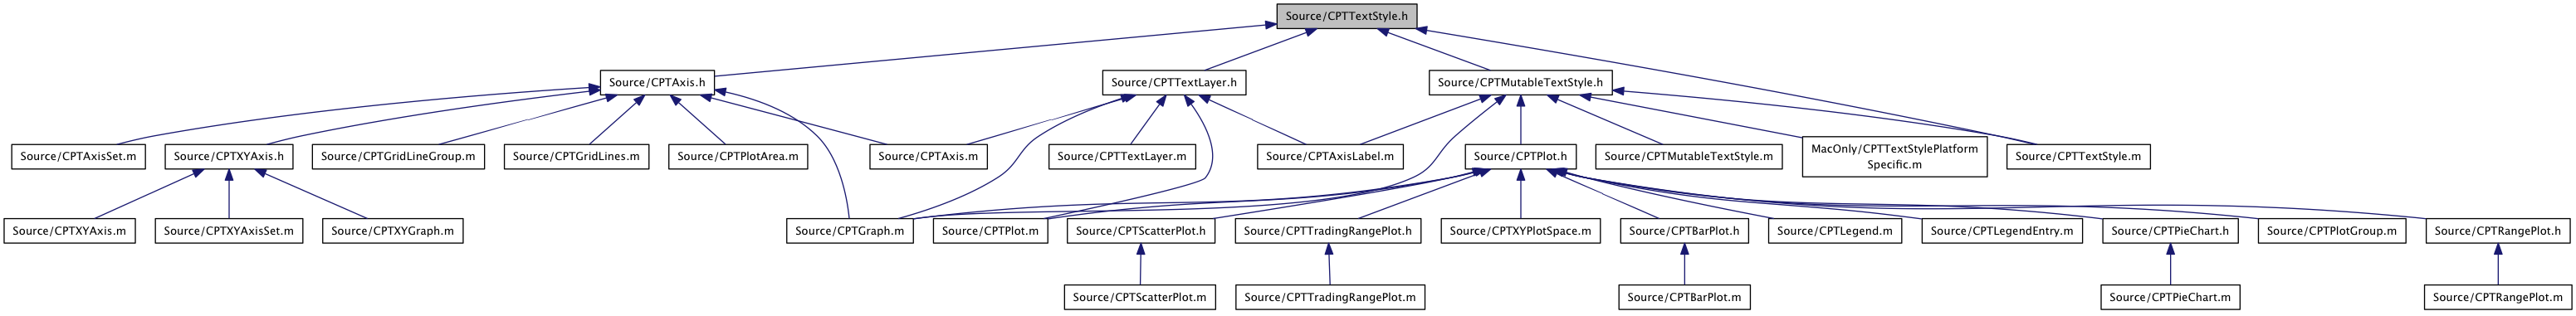 Source/CPTTextStyle.h
Source/CPTAxis.h
Source/CPTTextLayer.h
Source/CPTMutableTextStyle.h
Source/CPTAxisSet.m
Source/CPTXYAxis.h
Source/CPTGridLineGroup.m
Source/CPTGridLines.m
Source/CPTPlotArea.m
Source/CPTAxis.m
Source/CPTTextLayer.m
Source/CPTAxisLabel.m
Source/CPTPlot.h
Source/CPTMutableTextStyle.m
MacOnly/CPTTextStylePlatform
Specific.m
Source/CPTTextStyle.m
Source/CPTXYAxis.m
Source/CPTXYAxisSet.m
Source/CPTXYGraph.m
Source/CPTGraph.m
Source/CPTPlot.m
Source/CPTScatterPlot.h
Source/CPTTradingRangePlot.h
Source/CPTXYPlotSpace.m
Source/CPTBarPlot.h
Source/CPTLegend.m
Source/CPTLegendEntry.m
Source/CPTPieChart.h
Source/CPTPlotGroup.m
Source/CPTRangePlot.h
Source/CPTScatterPlot.m
Source/CPTTradingRangePlot.m
Source/CPTBarPlot.m
Source/CPTPieChart.m
Source/CPTRangePlot.m